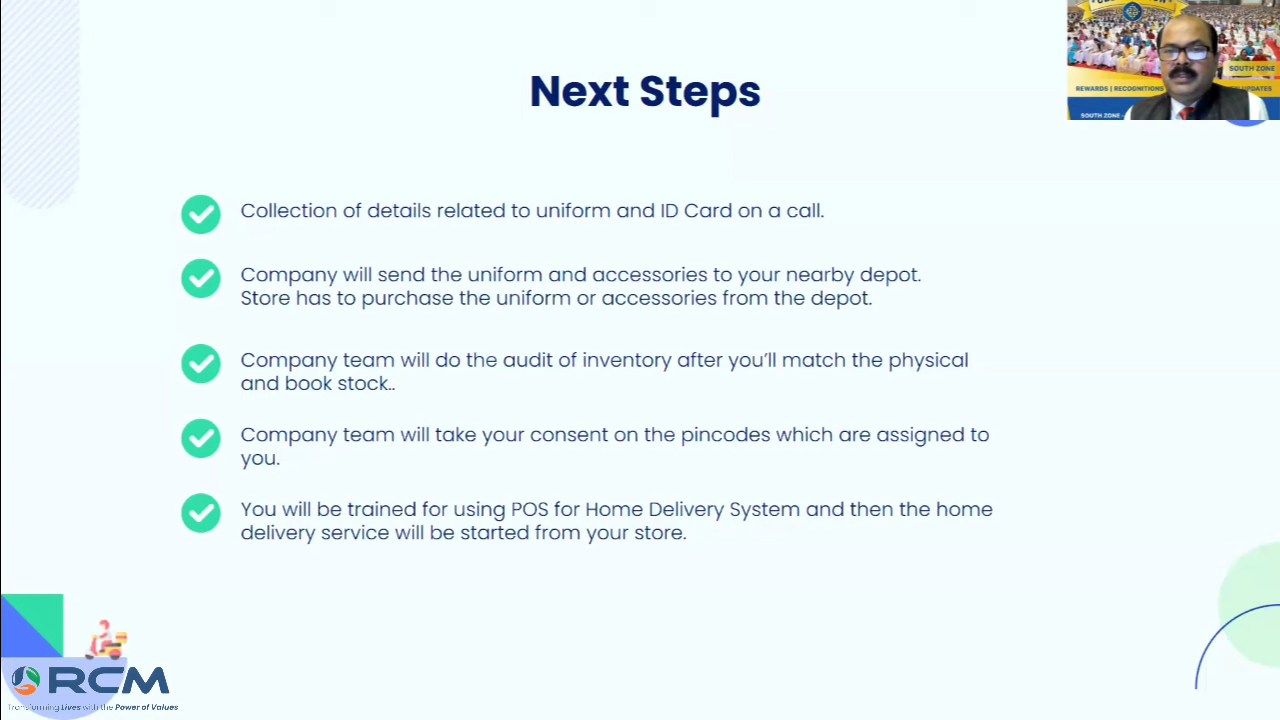 Next Steps
SOUTH ZONE
REWARDS | RECOGNITIONS
UPDATES
SOUTH ZONE -
Collection of details related to uniform and ID Card on a call.
Company will send the uniform and accessories to your nearby depot.
Store has to purchase the uniform or accessories from the depot.
Company team will do the audit of inventory after you’ll match the physical
and book stock..
Company team will take your consent on the pincodes which are assigned to
you.
You will be trained for using POS for Home Delivery System and then the home
delivery service will be started from your store.
RCM
Transforming Lives with the Power of Values